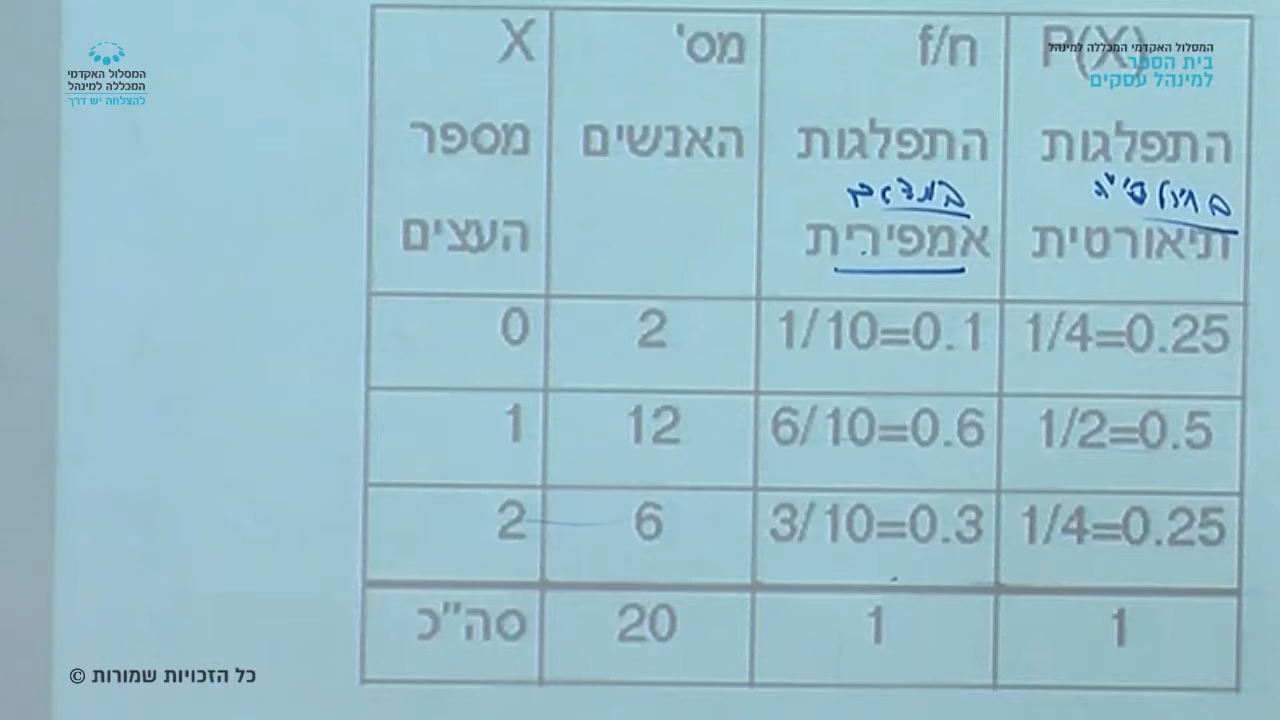 המסלול האקדמי
המכללה למינהל
להצלחה יש דרך
המסלול האקדמי המכללה למינהל
בית הספר
למינהל עסקים
X מספר העצים
מס' האנשים
f/n התפלגות אמפירית
במדגם
P(X) התפלגות תיאורטית
0 2 1/10=0.1 1/4=0.25
1 12 6/10=0.6 1/2=0.5
2 6 3/10=0.3 1/4=0.25
סה"כ 20 1 1
כל הזכויות שמורות ©